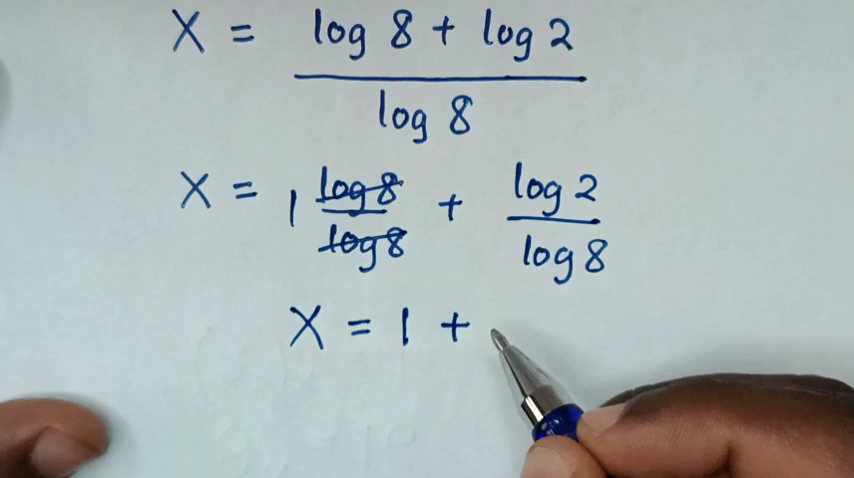 X = (log 8 + log 2) / log 8
X = 1 log 8 / log 8 + log 2 / log 8
X = 1 +